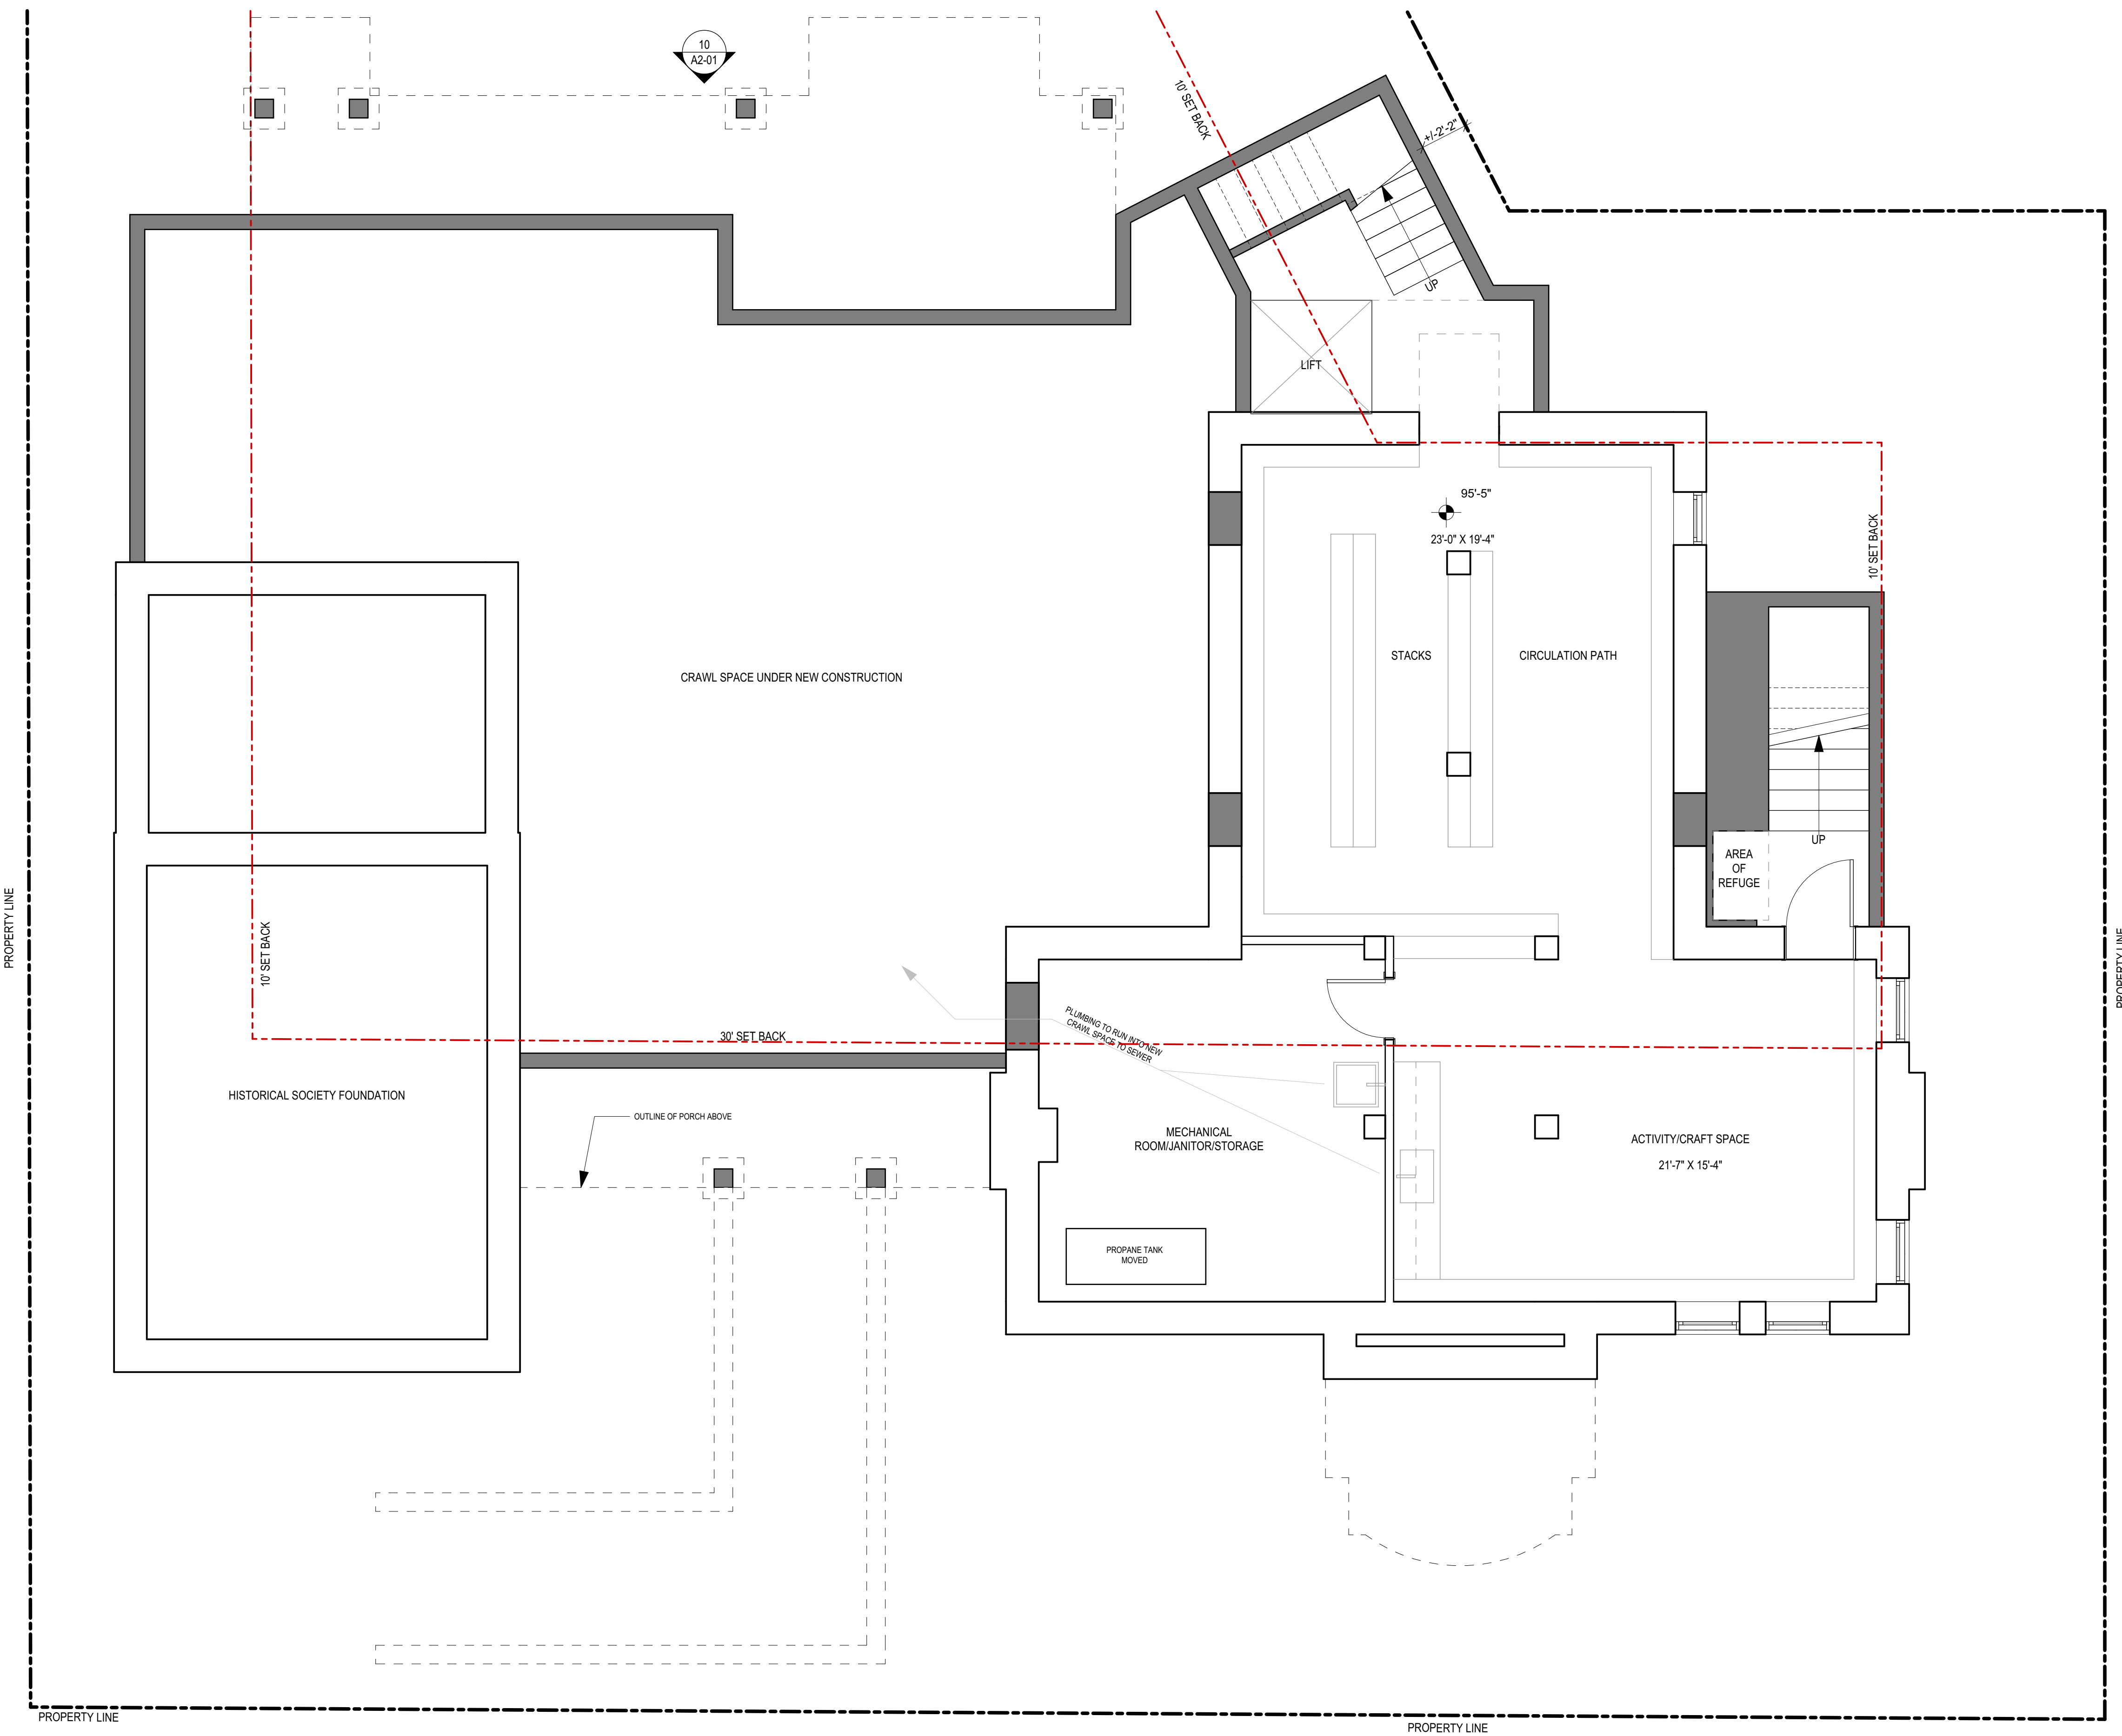 10
A2-01
10' SET BACK
+/-2'-2"
UP
LIFT
95'-5"
23'-0" X 19'-4"
10' SET BACK
STACKS
CIRCULATION PATH
CRAWL SPACE UNDER NEW CONSTRUCTION
UP
AREA
OF
REFUGE
PROPERTY LINE
10' SET BACK
PROPERTY LINE
30' SET BACK
PLUMBING TO RUN INTO NEW
CRAWL SPACE TO SEWER
HISTORICAL SOCIETY FOUNDATION
OUTLINE OF PORCH ABOVE
MECHANICAL
ROOM/JANITOR/STORAGE
ACTIVITY/CRAFT SPACE
21'-7" X 15'-4"
PROPANE TANK
MOVED
PROPERTY LINE
PROPERTY LINE